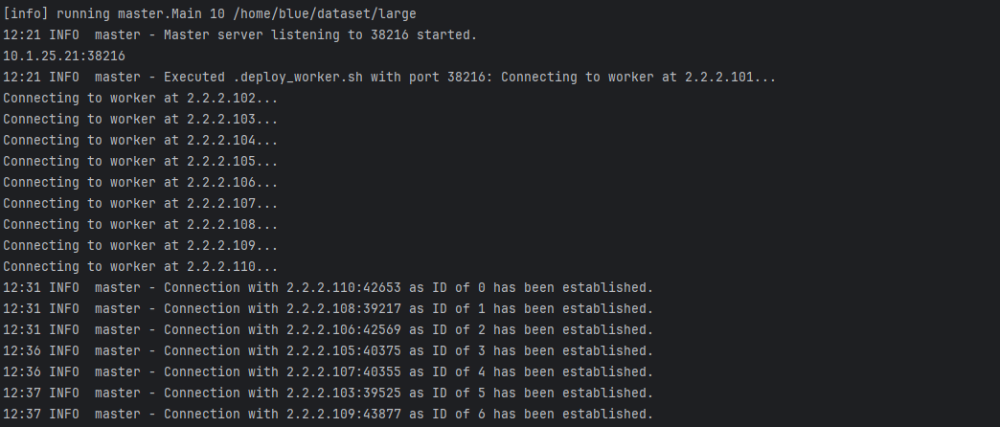 [info] running master.Main 10 /home/blue/dataset/large
12:21 INFO  master - Master server listening to 38216 started.
10.1.25.21:38216
12:21 INFO  master - Executed .deploy_worker.sh with port 38216: Connecting to worker at 2.2.2.101...
Connecting to worker at 2.2.2.102...
Connecting to worker at 2.2.2.103...
Connecting to worker at 2.2.2.104...
Connecting to worker at 2.2.2.105...
Connecting to worker at 2.2.2.106...
Connecting to worker at 2.2.2.107...
Connecting to worker at 2.2.2.108...
Connecting to worker at 2.2.2.109...
Connecting to worker at 2.2.2.110...
12:31 INFO  master - Connection with 2.2.2.110:42653 as ID of 0 has been established.
12:31 INFO  master - Connection with 2.2.2.108:39217 as ID of 1 has been established.
12:31 INFO  master - Connection with 2.2.2.106:42569 as ID of 2 has been established.
12:36 INFO  master - Connection with 2.2.2.105:40375 as ID of 3 has been established.
12:36 INFO  master - Connection with 2.2.2.107:40355 as ID of 4 has been established.
12:37 INFO  master - Connection with 2.2.2.103:39525 as ID of 5 has been established.
12:37 INFO  master - Connection with 2.2.2.109:43877 as ID of 6 has been established.